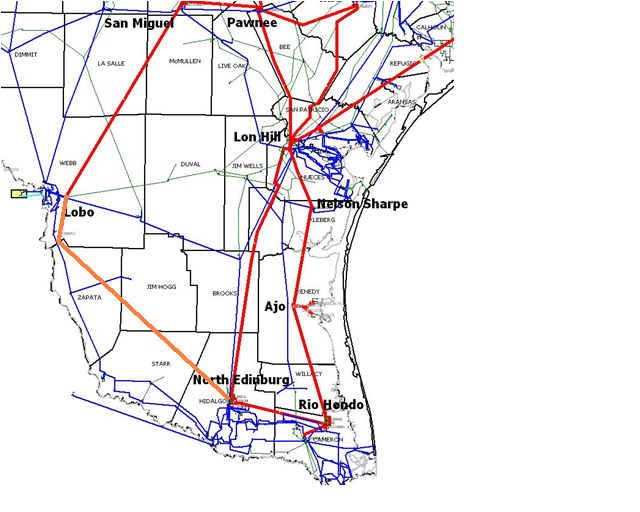 San Miguel
Pawnee
CALHOUN
BEE
DIMMIT
LA SALLE
McMULLEN
LIVE OAK
REFUGIO
ARANSAS
SAN PATRICIO
Lon Hill
WEBB
DUVAL
JIM WELLS
NUECES
Nelson Sharpe
Lobo
KLEBERG
JIM HOGG
BROOKS
KENEDY
ZAPATA
Ajo
STARR
WILLACY
North Edinburg
HIDALGO
Rio Hondo
CAMERON